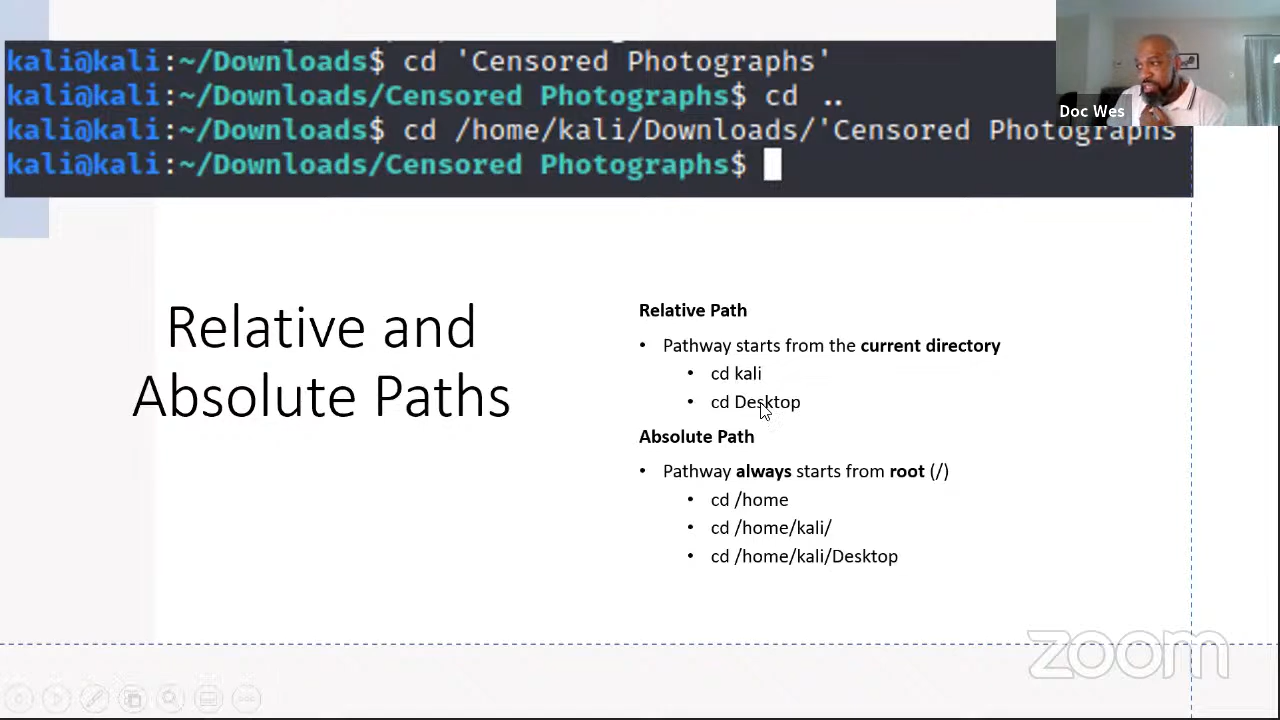 kali@kali:~/Downloads$ cd 'Censored Photographs'
kali@kali:~/Downloads/Censored Photographs$ cd ..
kali@kali:~/Downloads$ cd /home/kali/Downloads/'Censored Photographs
kali@kali:~/Downloads/Censored Photographs$
Doc Wes
Relative and
Absolute Paths
Relative Path
• Pathway starts from the current directory
• cd kali
• cd Desktop
Absolute Path
• Pathway always starts from root (/)
• cd /home
• cd /home/kali/
• cd /home/kali/Desktop
zoom